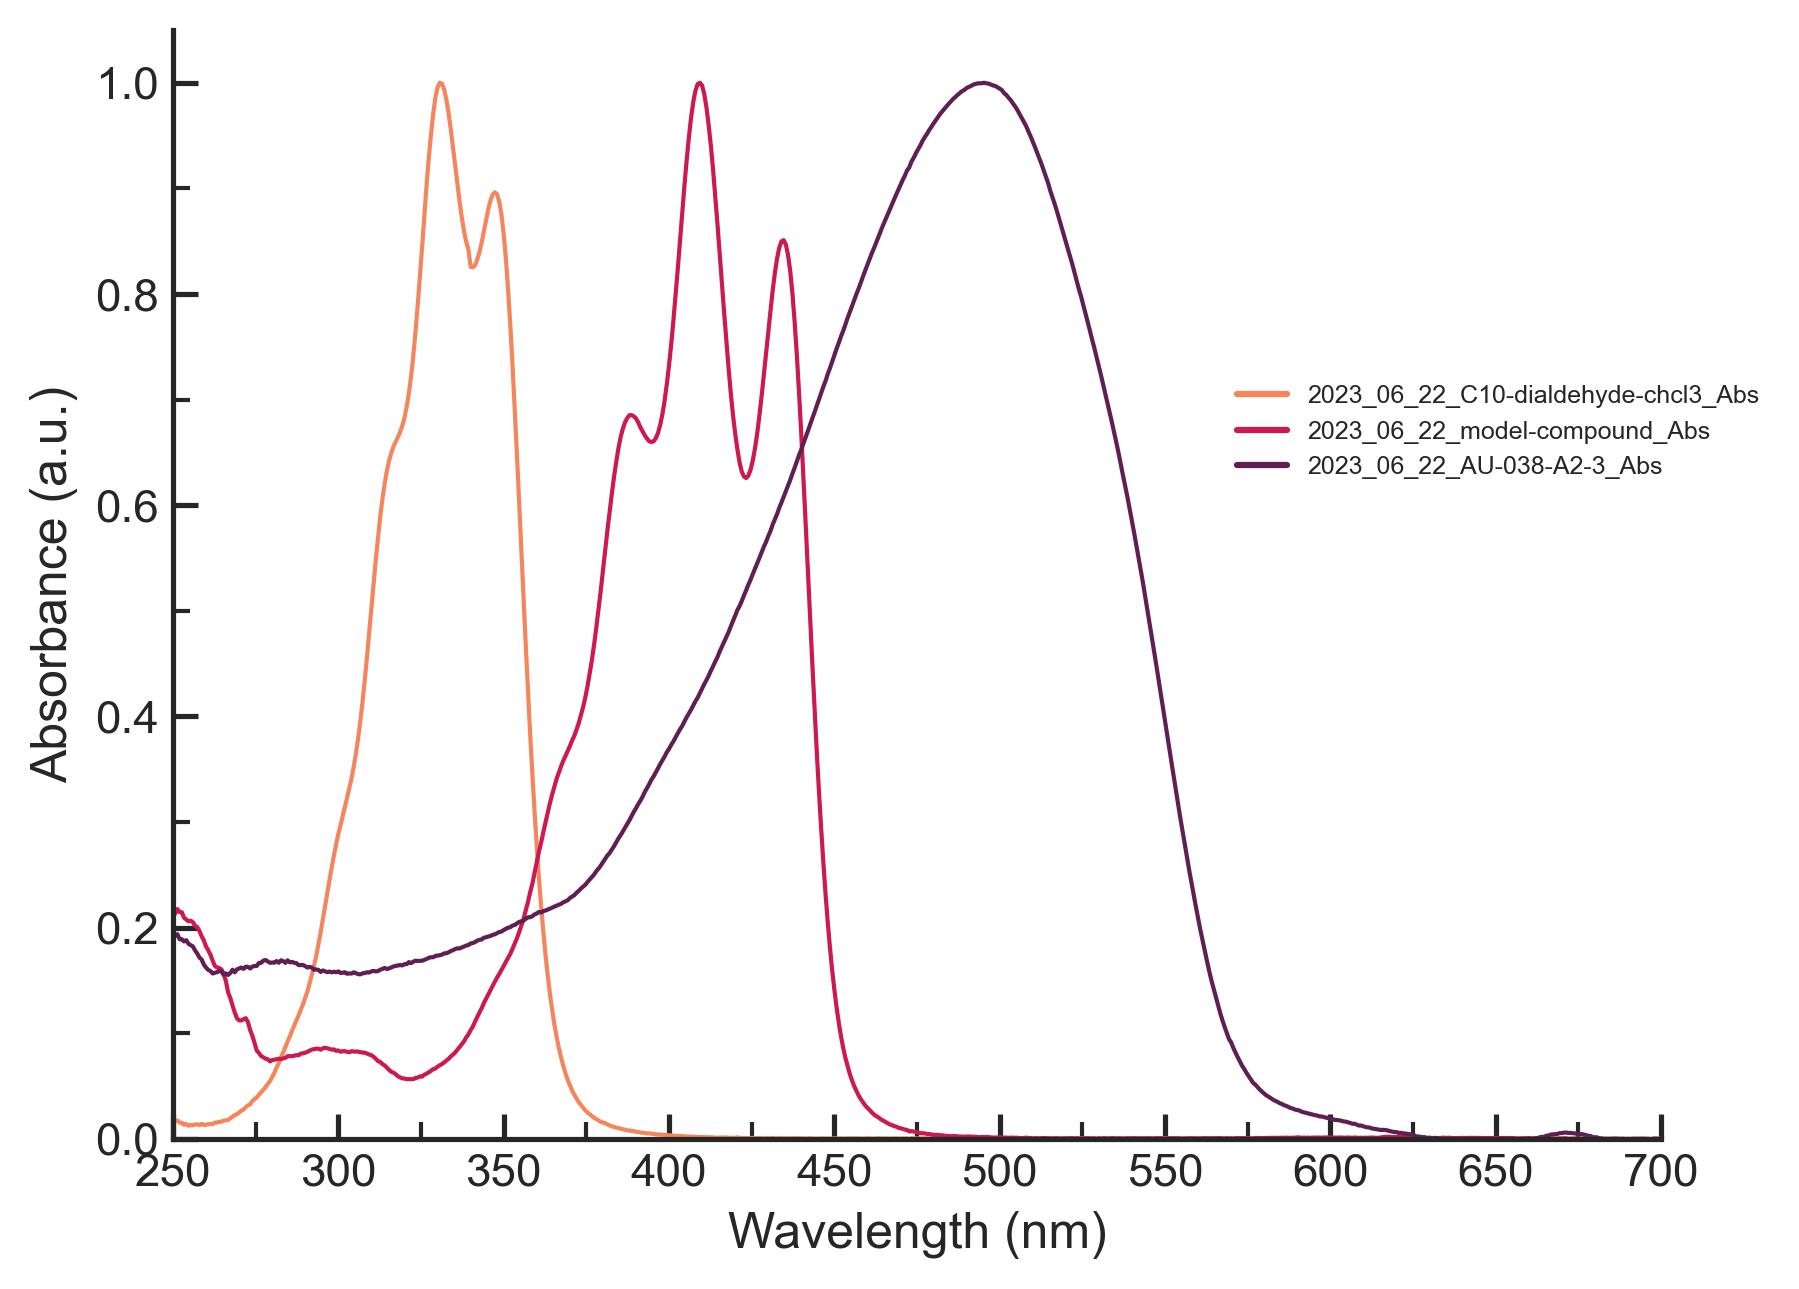 1.0
0.8
0.6
0.4
0.2
0.0
Absorbance (a.u.)
2023_06_22_C10-dialdehyde-chcl3_Abs
2023_06_22_model-compound_Abs
2023_06_22_AU-038-A2-3_Abs
250 300 350 400 450 500 550 600 650 700
Wavelength (nm)